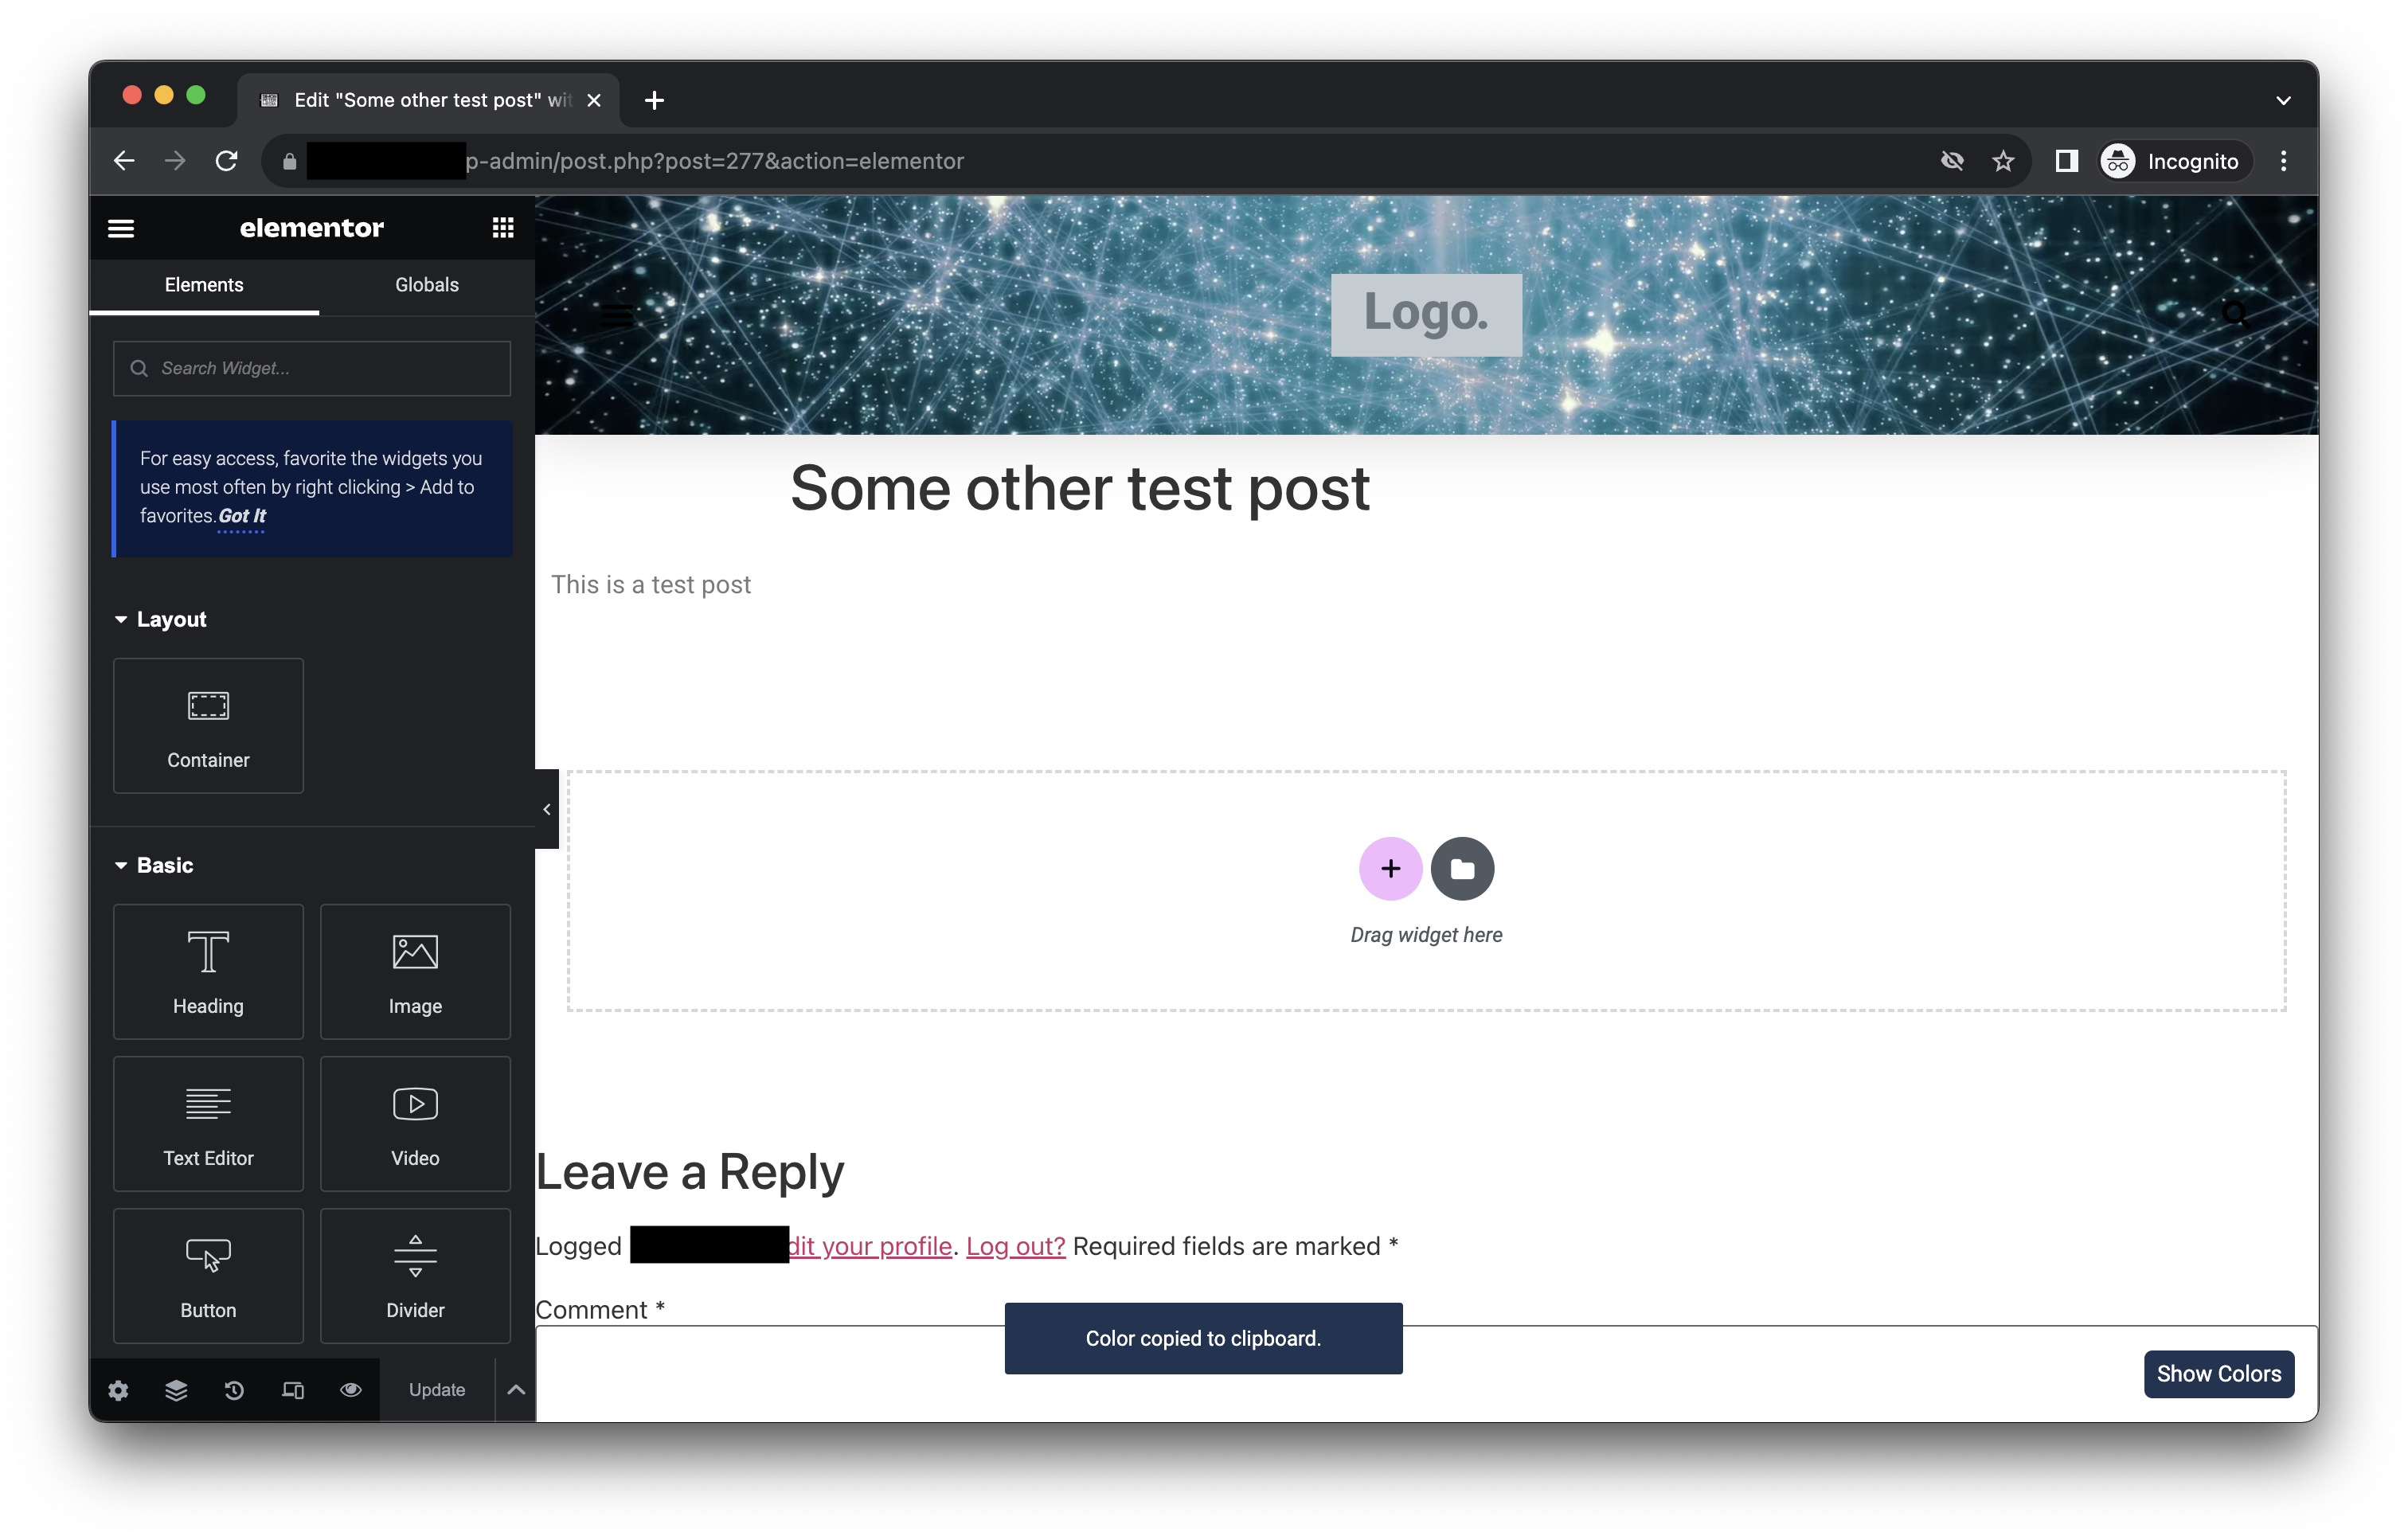 Edit "Some other test post" wit
p-admin/post.php?post=277&action=elementor
Incognito
elementor
Elements
Globals
Search Widget...
For easy access, favorite the widgets you
use most often by right clicking > Add to
favorites. Got It
Layout
Container
Basic
Heading
Image
Text Editor
Video
Button
Divider
Update
Logo.
Some other test post
This is a test post
Drag widget here
Leave a Reply
Logged dit your profile. Log out? Required fields are marked *
Comment *
Color copied to clipboard.
Show Colors